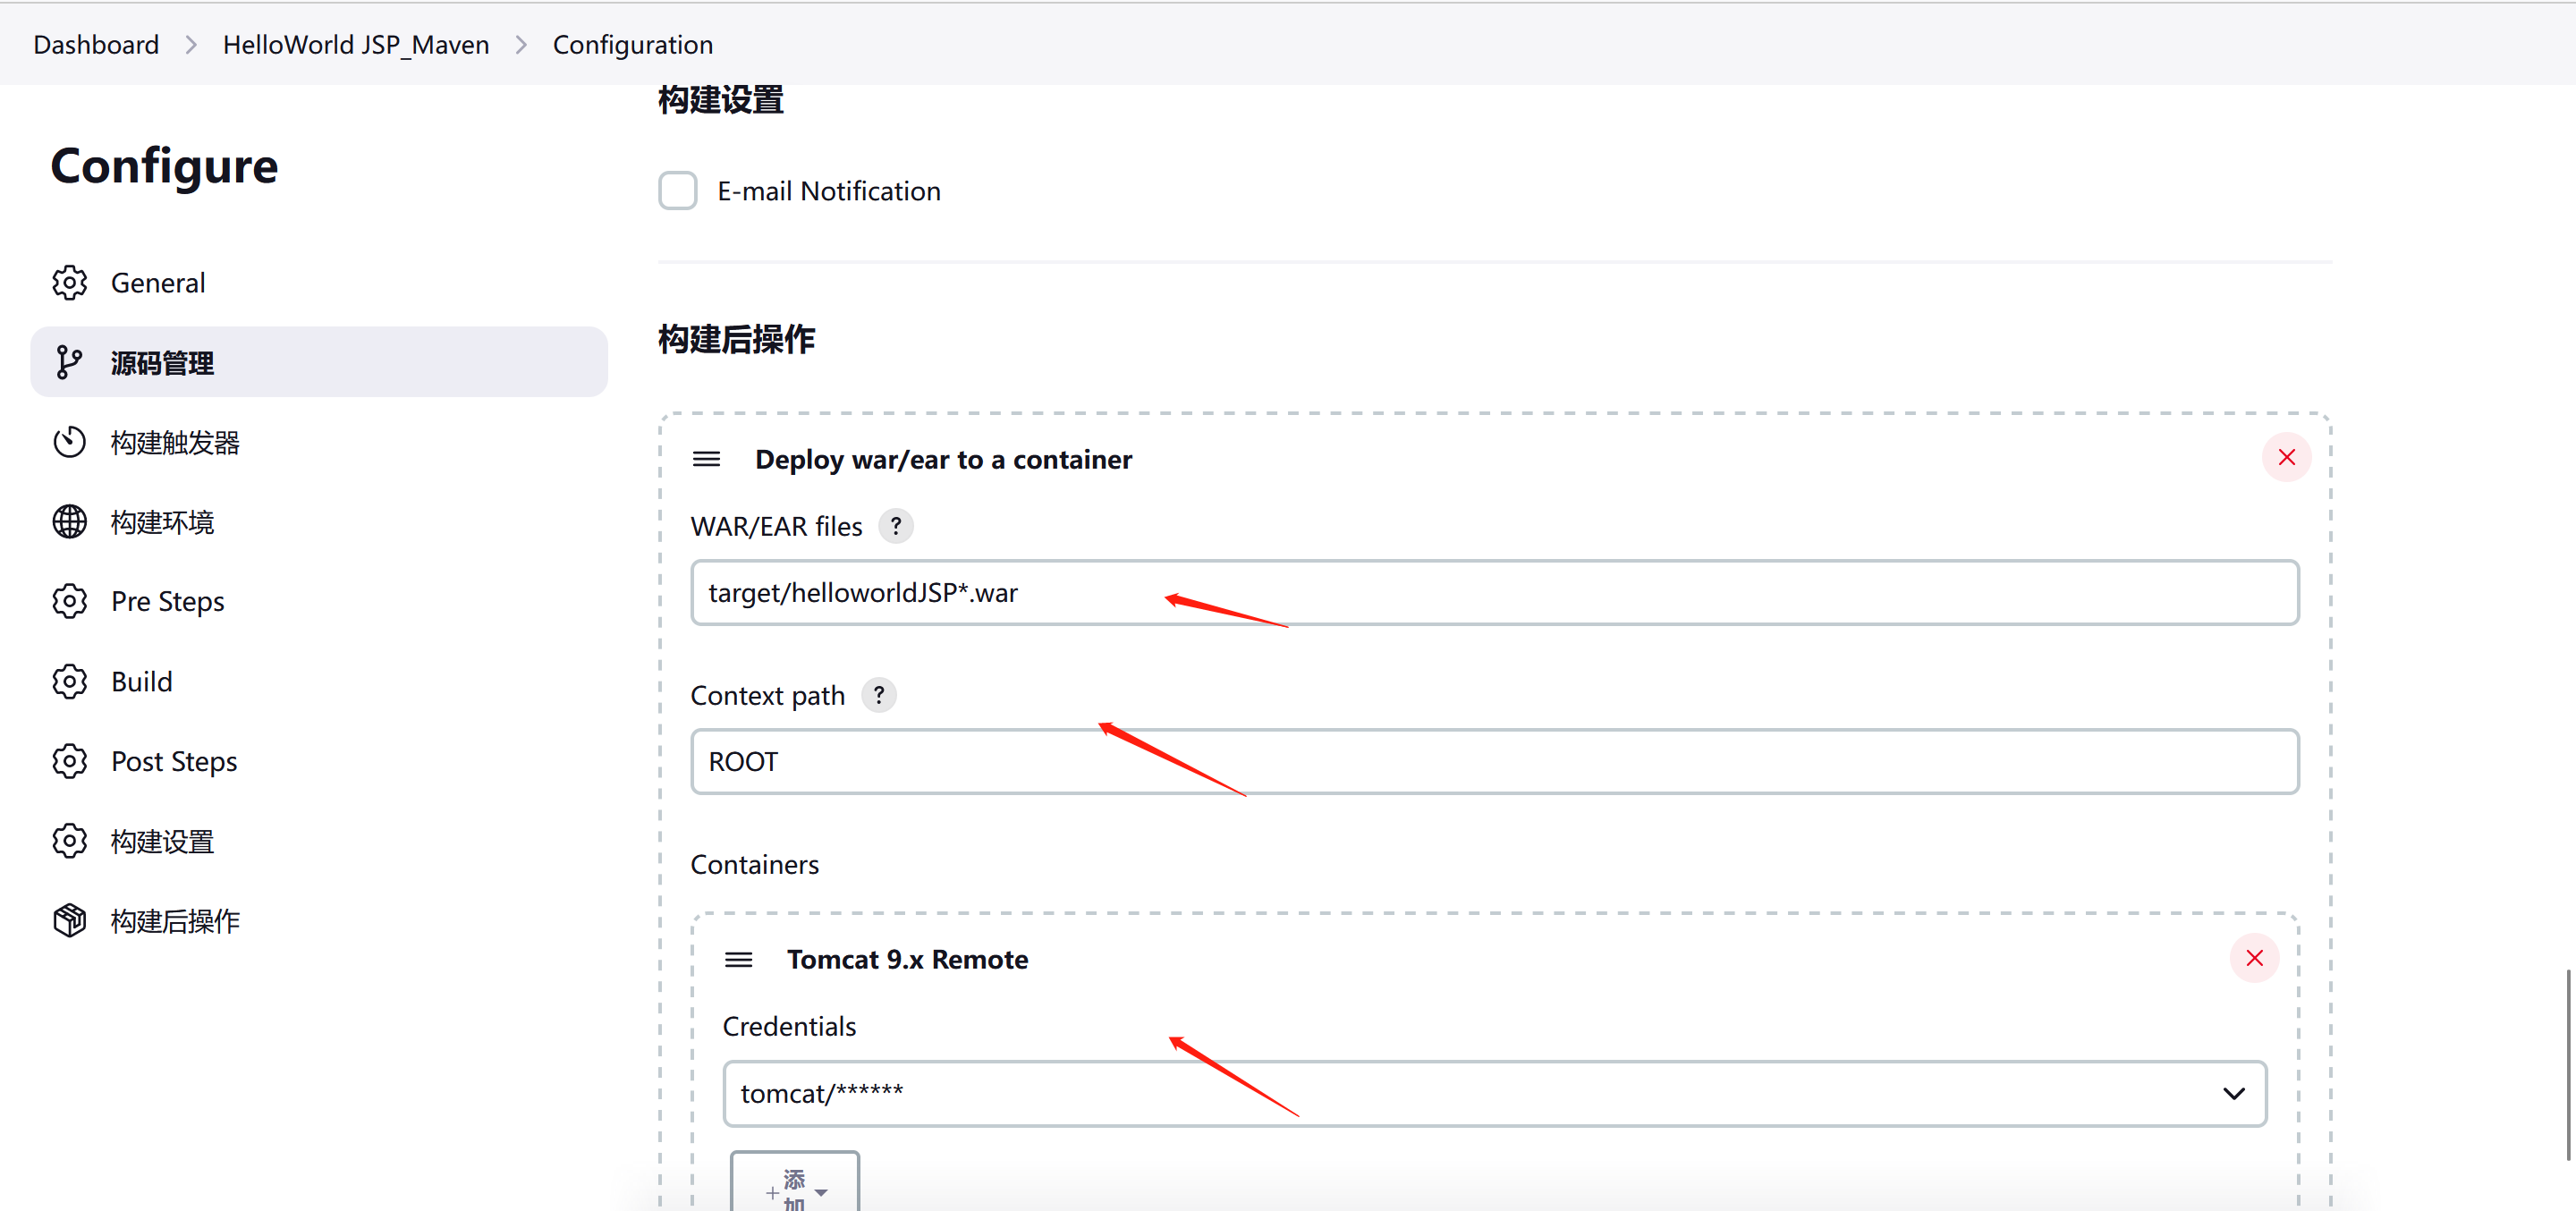 Dashboard > HelloWorld JSP_Maven > Configuration
Configure
General
源码管理
构建触发器
构建环境
Pre Steps
Build
Post Steps
构建设置
构建后操作
构建设置
E-mail Notification
构建后操作
Deploy war/ear to a container
WAR/EAR files ?
target/helloworldJSP*.war
Context path ?
ROOT
Containers
Tomcat 9.x Remote
Credentials
tomcat/******
添
加